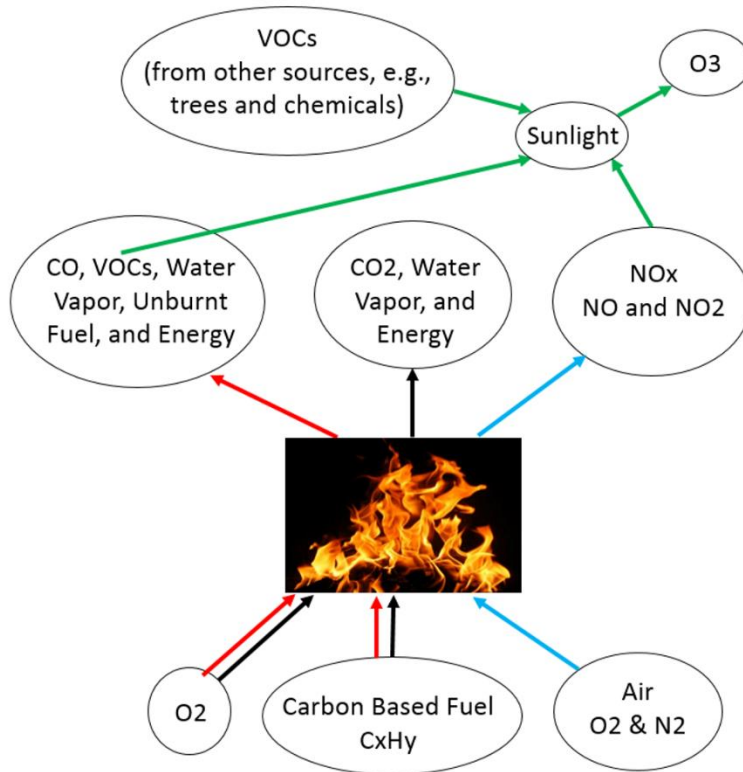 VOCs
(from other sources, e.g.,
trees and chemicals)
O3
Sunlight
CO, VOCs, Water
Vapor, Unburnt
Fuel, and Energy
CO2, Water
Vapor, and
Energy
NOx
NO and NO2
O2
Carbon Based Fuel
CxHy
Air
O2 & N2